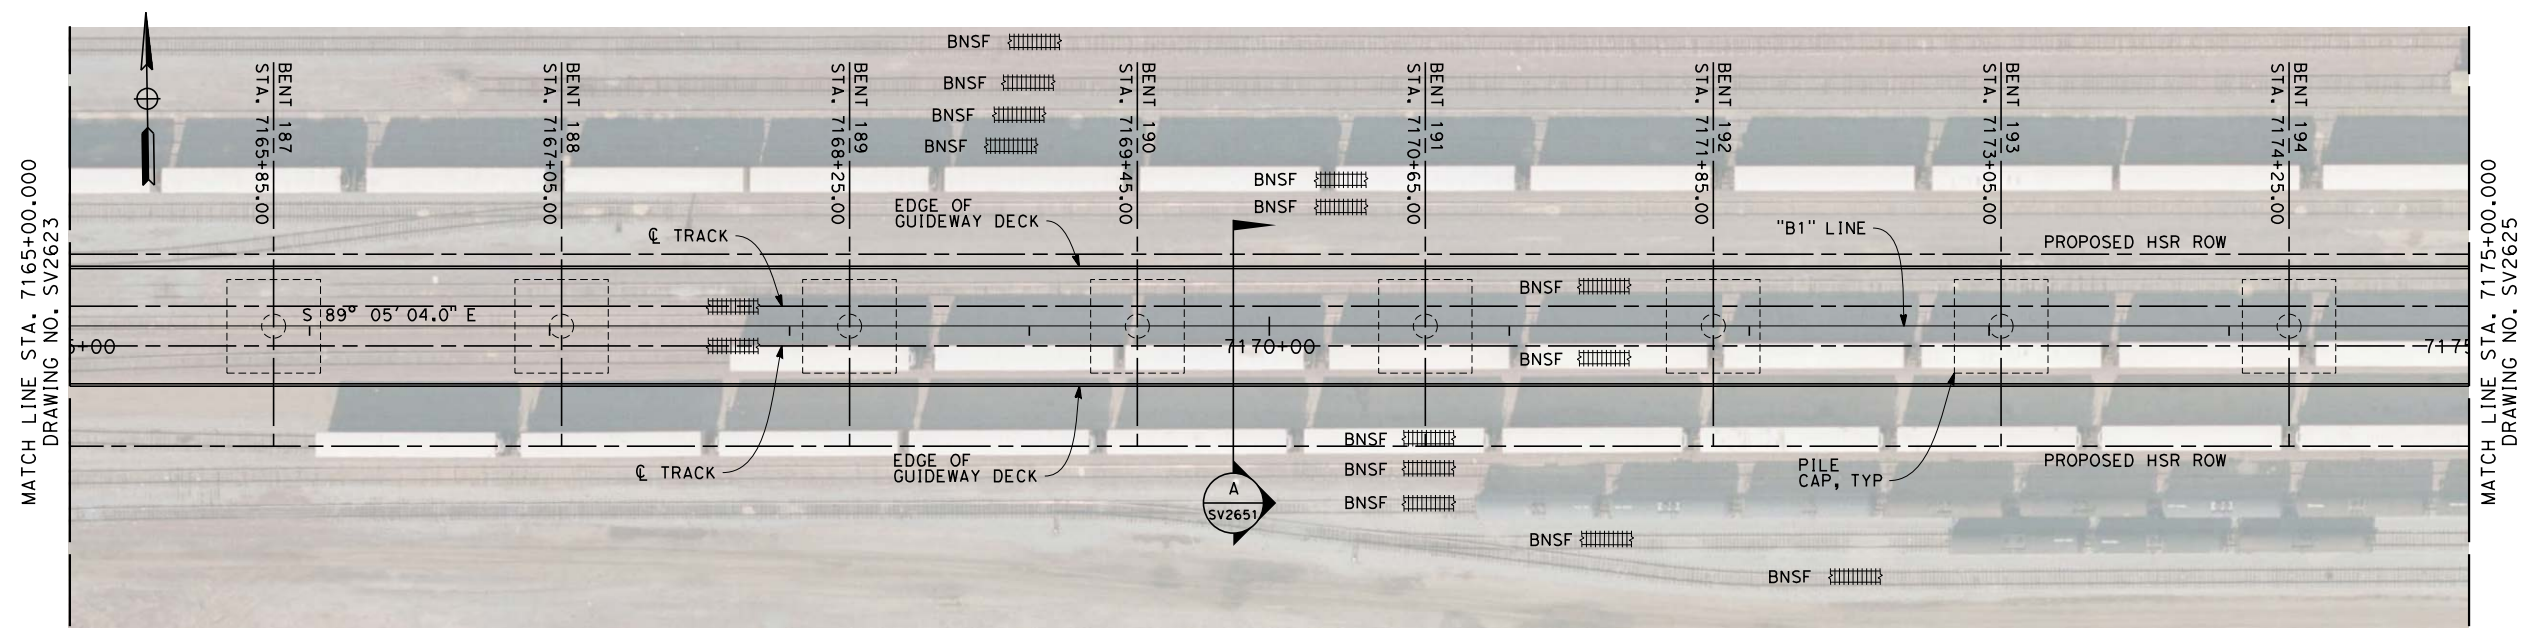 BNSF
BNSF
BNSF
BNSF
BENT 187
STA. 7165+85.00
BENT 188
STA. 7167+05.00
BENT 189
STA. 7168+25.00
BENT 190
STA. 7169+45.00
BENT 191
STA. 7170+65.00
BENT 192
STA. 7171+85.00
BENT 193
STA. 7173+05.00
BENT 194
STA. 7174+25.00
MATCH LINE STA. 7165+00.000
DRAWING NO. SV2623
BNSF
BNSF
EDGE OF
GUIDEWAY DECK
℄ TRACK
"B1" LINE
PROPOSED HSR ROW
BNSF
S 89° 05' 04.0" E
5+00
7170+00
7175
BNSF
MATCH LINE STA. 7175+00.000
DRAWING NO. SV2625
BNSF
EDGE OF
GUIDEWAY DECK
℄ TRACK
BNSF
PILE
CAP, TYP
PROPOSED HSR ROW
A
SV2651
BNSF
BNSF
BNSF